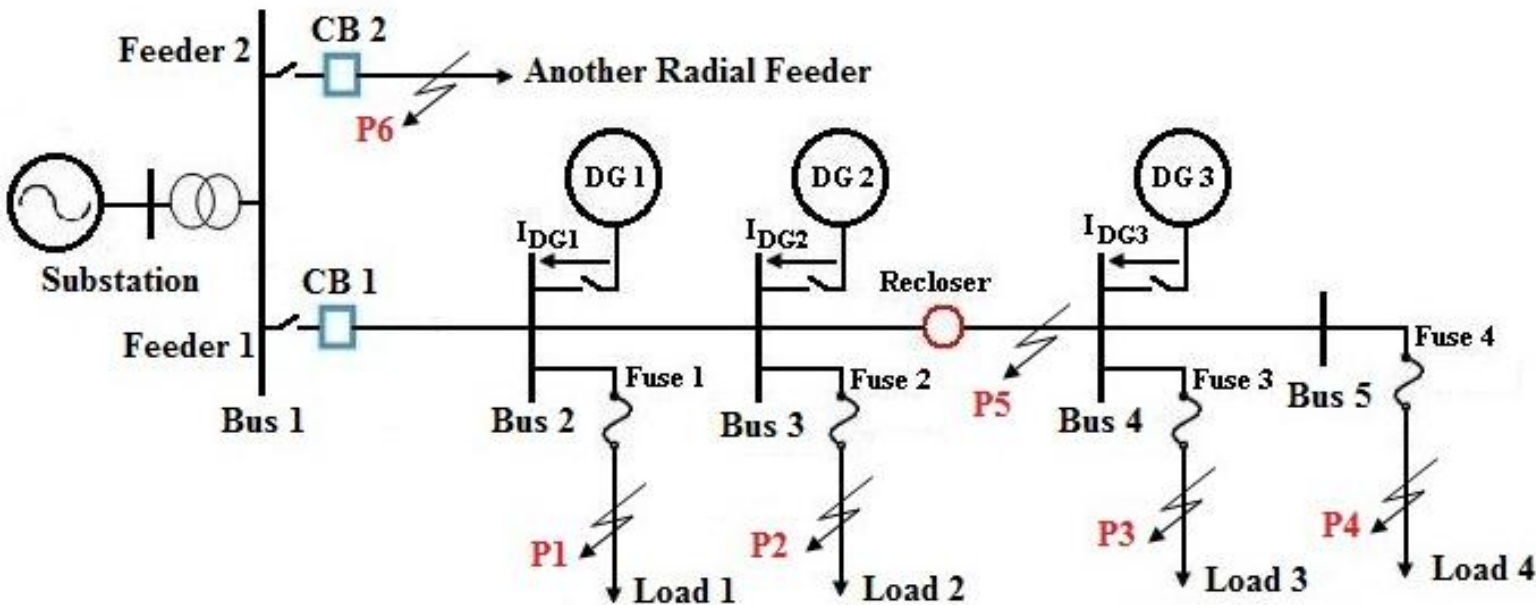 CB 2
Feeder 2
Another Radial Feeder
P6
DG 1
DG 2
DG 3
IDG1
IDG2
IDG3
Substation
CB 1
Recloser
Feeder 1
Fuse 1
Fuse 2
Fuse 3
Fuse 4
Bus 1
Bus 2
Bus 3
P5
Bus 4
Bus 5
P1
P2
P3
P4
Load 1
Load 2
Load 3
Load 4